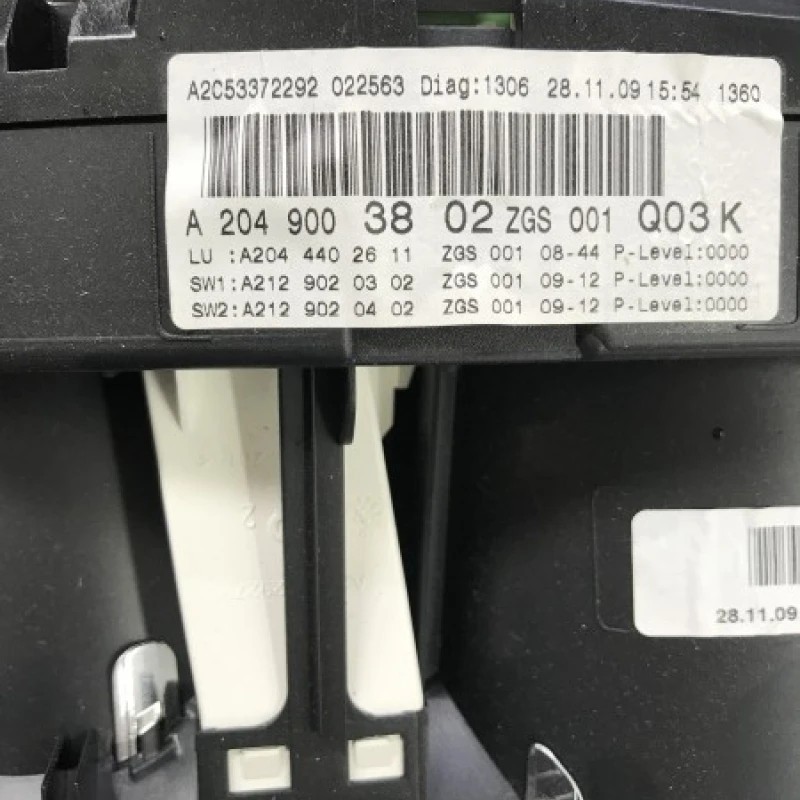 A2C53372292 022563 Diag:1306 28.11.09 15:54 1360
A 204 900 38 02 ZGS 001 Q03 K
LU :A204 440 26 11 ZGS 001 08-44 P-Level:0000
SW1:A212 902 03 02 ZGS 001 09-12 P-Level:0000
SW2:A212 902 04 02 ZGS 001 09-12 P-Level:0000
28.11.09